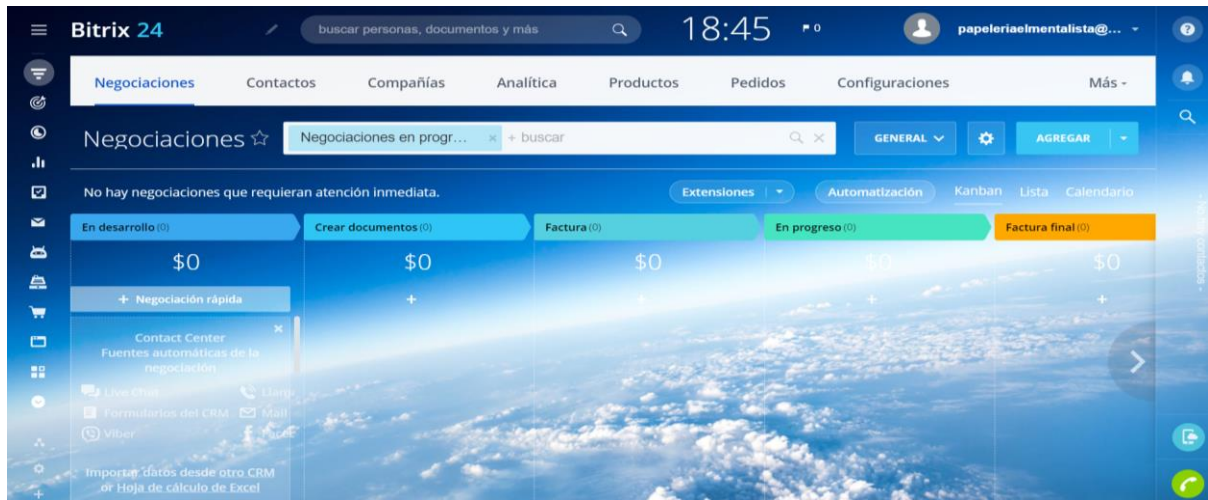 Bitrix 24
buscar personas, documentos y más
18:45
0
papeleriaelmentalista@...
Negociaciones Contactos Compañías Analítica Productos Pedidos Configuraciones Más
Negociaciones
Negociaciones en progr... × + buscar
GENERAL
AGREGAR
No hay negociaciones que requieran atención inmediata.
Extensiones
Automatización
Kanban Lista Calendario
En desarrollo (0) Crear documentos (0) Factura (0) En progreso (0) Factura final (0)
$0 $0 $0 $0 $0
+ Negociación rápida + + + +
Contact Center ×
Fuentes automáticas de la
negociación
Live Chat
Formularios del CRM Mail
Viber
Importar datos desde otro CRM
or Hoja de cálculo de Excel